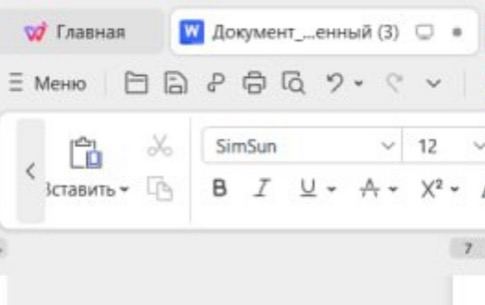 Главная
W Документ_...енный (3)
Меню
SimSun 12
Вставить
B I U A X²
7